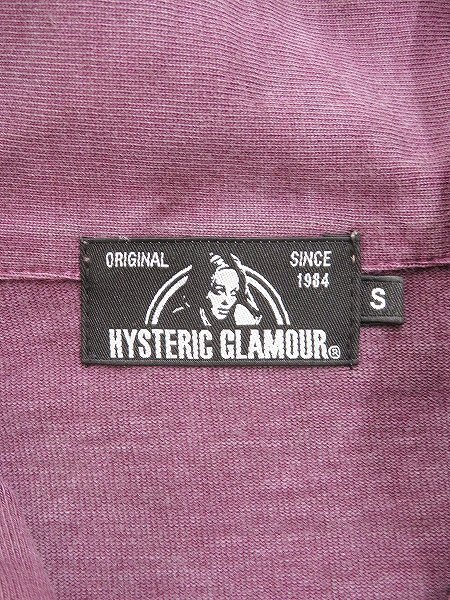 ORIGINAL SINCE
1984
HYSTERIC GLAMOUR®
S